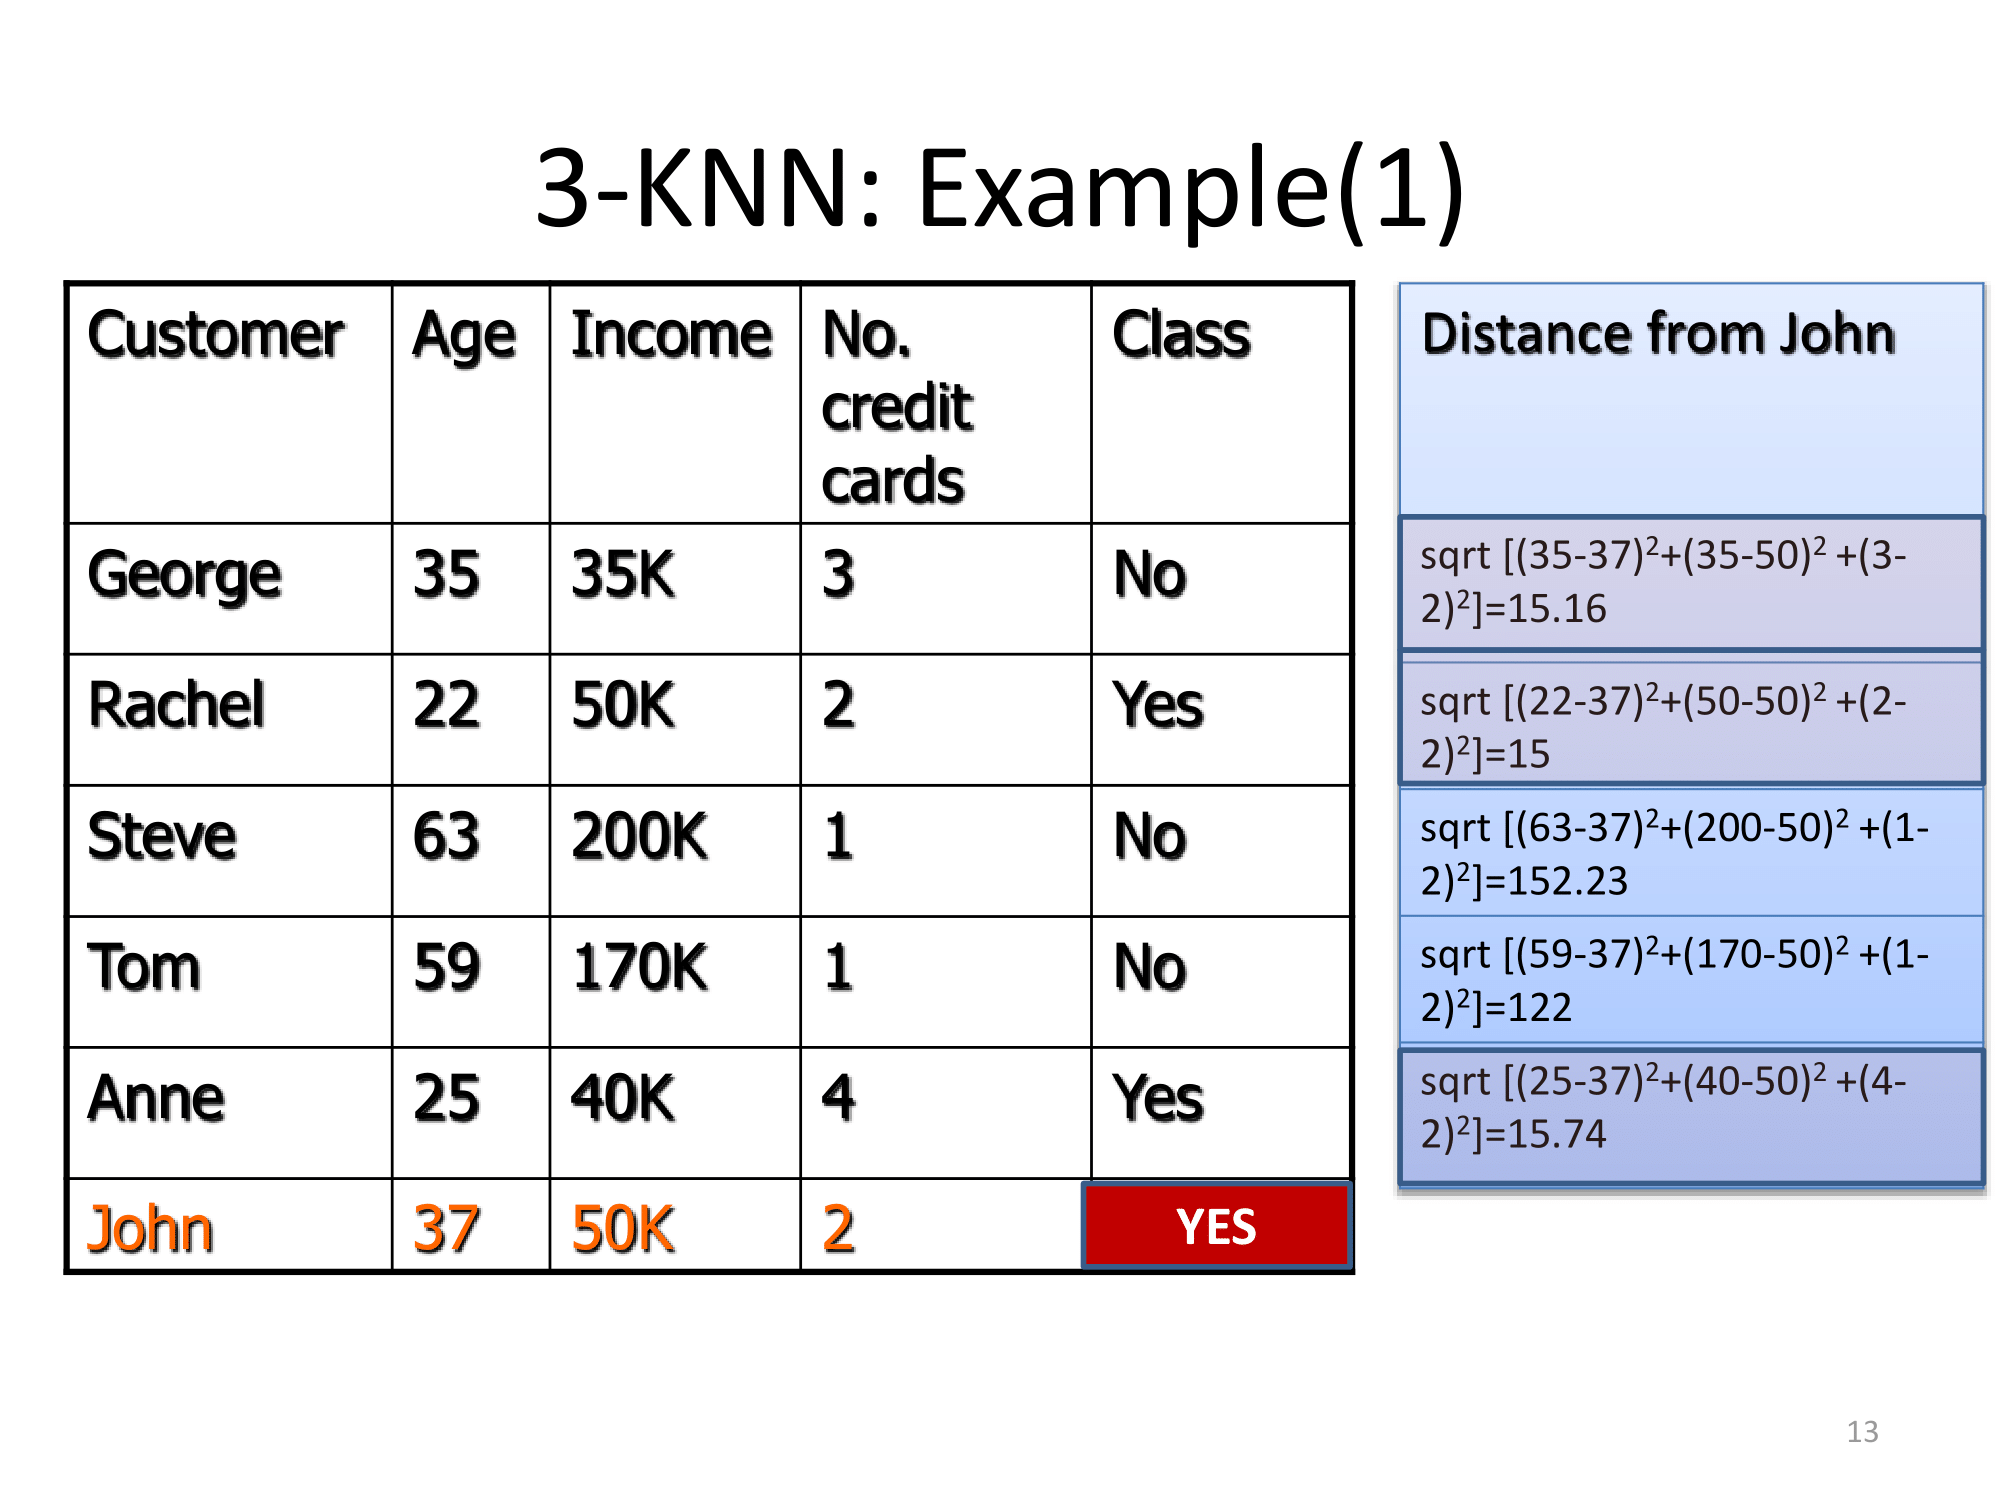 3-KNN: Example(1)
Customer Age Income No. credit cards Class Distance from John
George 35 35K 3 No sqrt [(35-37)²+(35-50)² +(3-
2)²]=15.16
Rachel 22 50K 2 Yes sqrt [(22-37)²+(50-50)² +(2-
2)²]=15
Steve 63 200K 1 No sqrt [(63-37)²+(200-50)² +(1-
2)²]=152.23
Tom 59 170K 1 No sqrt [(59-37)²+(170-50)² +(1-
2)²]=122
Anne 25 40K 4 Yes sqrt [(25-37)²+(40-50)² +(4-
2)²]=15.74
John 37 50K 2 YES
13